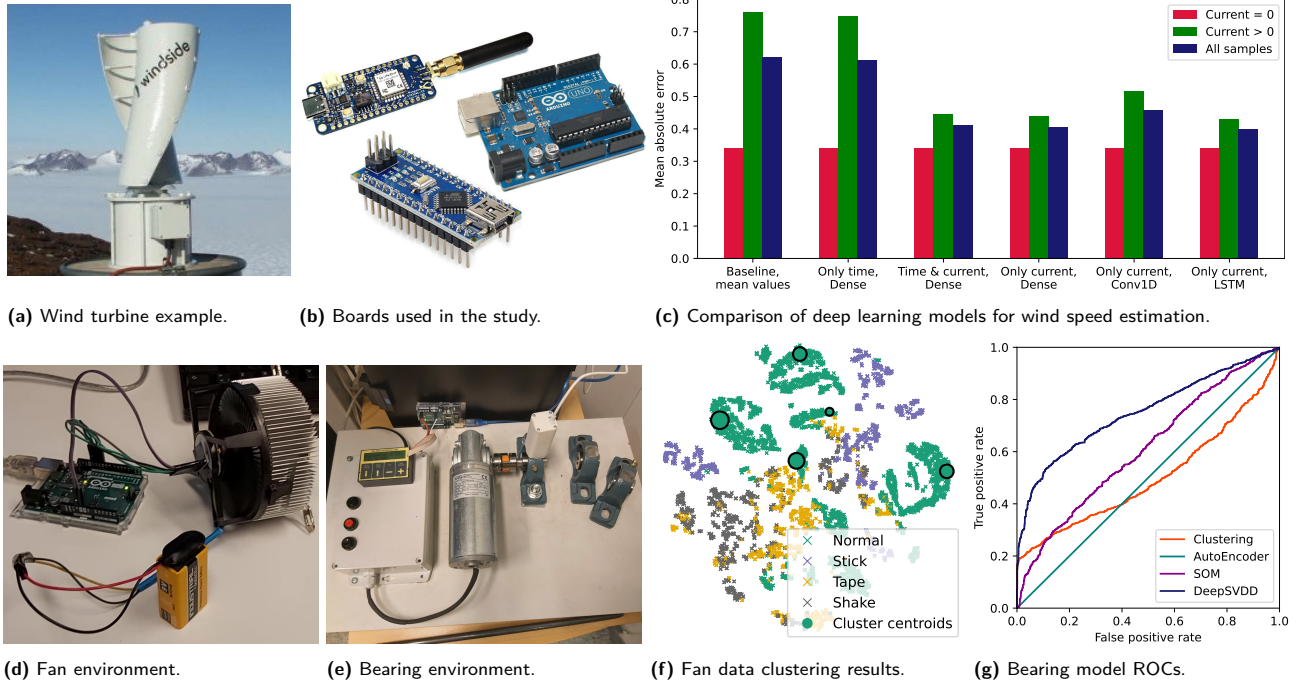 windside
UNO
ARDUINO
0.8
0.7
0.6
0.5
0.4
0.3
0.2
0.1
0.0
Mean absolute error
Current = 0
Current > 0
All samples
Baseline,
mean values
Only time,
Dense
Time & current,
Dense
Only current,
Dense
Only current,
Conv1D
Only current,
LSTM
(a) Wind turbine example.
(b) Boards used in the study.
(c) Comparison of deep learning models for wind speed estimation.
Normal
Stick
Tape
Shake
Cluster centroids
1.0
0.8
0.6
0.4
0.2
0.0
True positive rate
Clustering
AutoEncoder
SOM
DeepSVDD
0.0
0.2
0.4
0.6
0.8
1.0
False positive rate
(d) Fan environment.
(e) Bearing environment.
(f) Fan data clustering results.
(g) Bearing model ROCs.